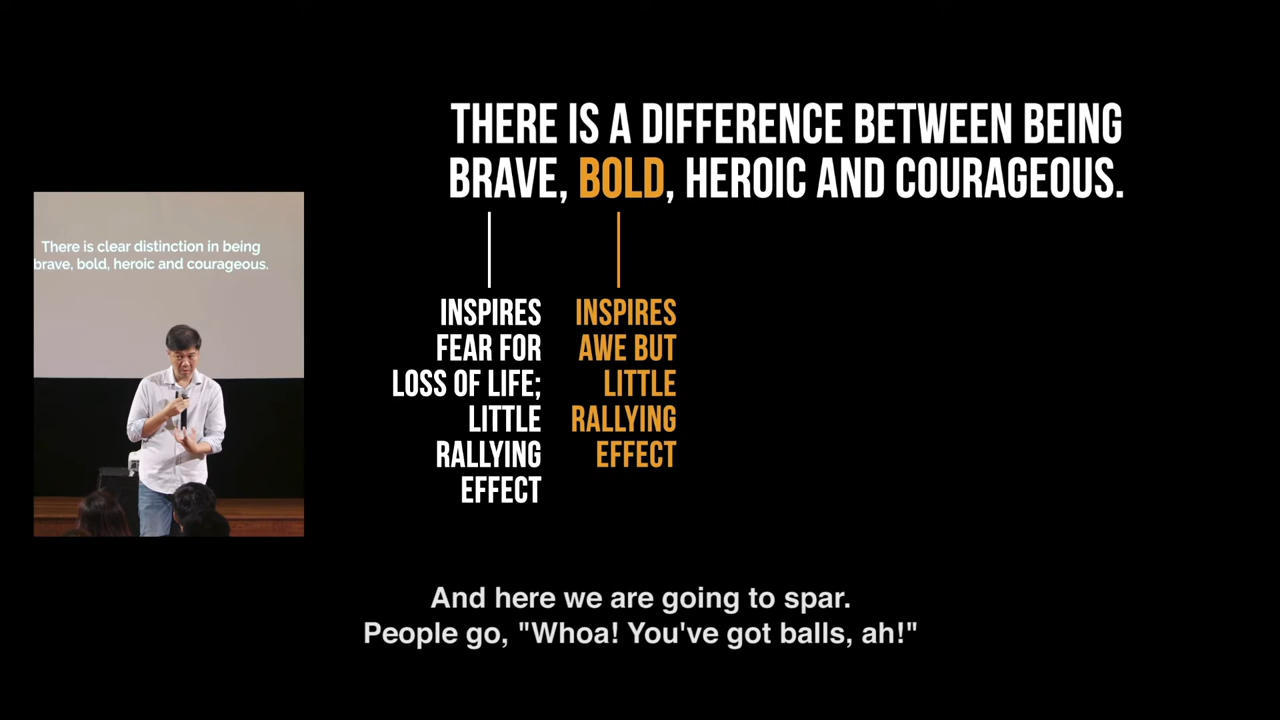 THERE IS A DIFFERENCE BETWEEN BEING
BRAVE, BOLD, HEROIC AND COURAGEOUS.
There is clear distinction in being
brave, bold, heroic and courageous.
INSPIRES
FEAR FOR
LOSS OF LIFE;
LITTLE
RALLYING
EFFECT
INSPIRES
AWE BUT
LITTLE
RALLYING
EFFECT
And here we are going to spar.
People go, "Whoa! You've got balls, ah!"